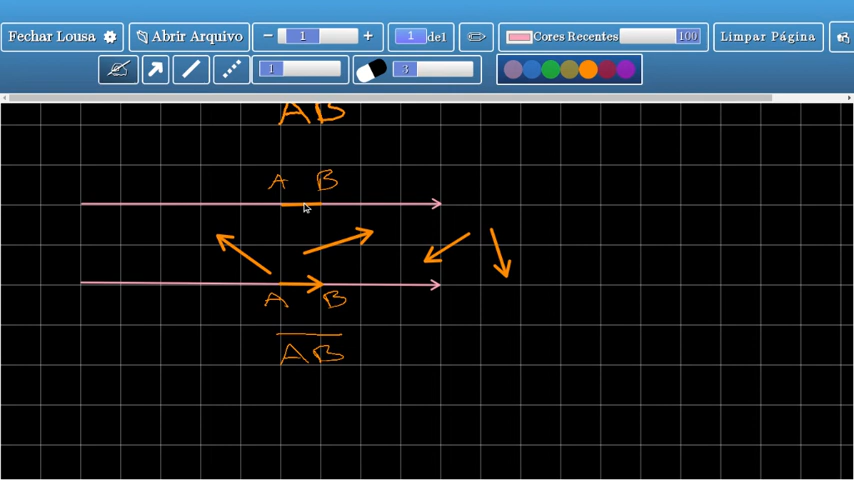 Fechar Lousa Abrir Arquivo − 1 + 1 de1 Cores Recentes 100 Limpar Página
1 3
AB
A B
A B
AB